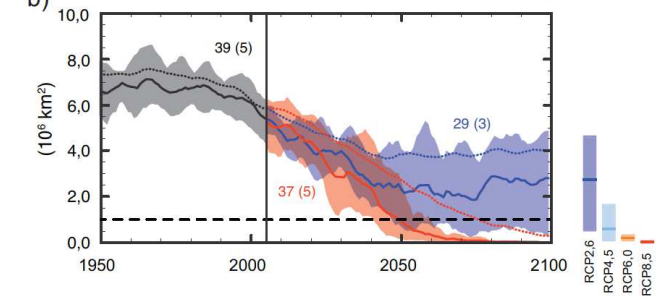 b)
10,0
8,0
6,0
4,0
2,0
0,0
(10⁶ km²)
39 (5)
29 (3)
37 (5)
1950
2000
2050
2100
RCP2,6
RCP4,5
RCP6,0
RCP8,5